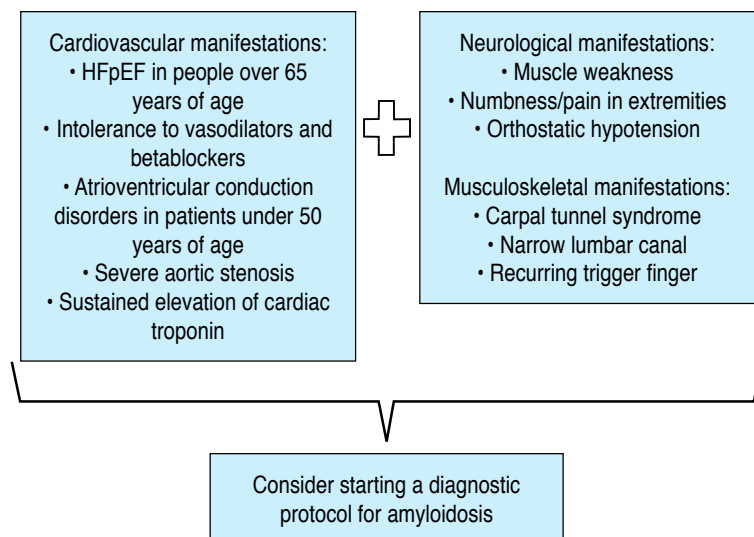 Cardiovascular manifestations:
• HFpEF in people over 65
years of age
• Intolerance to vasodilators and
betablockers
• Atrioventricular conduction
disorders in patients under 50
years of age
• Severe aortic stenosis
• Sustained elevation of cardiac
troponin
Neurological manifestations:
• Muscle weakness
• Numbness/pain in extremities
• Orthostatic hypotension
Musculoskeletal manifestations:
• Carpal tunnel syndrome
• Narrow lumbar canal
• Recurring trigger finger
Consider starting a diagnostic
protocol for amyloidosis